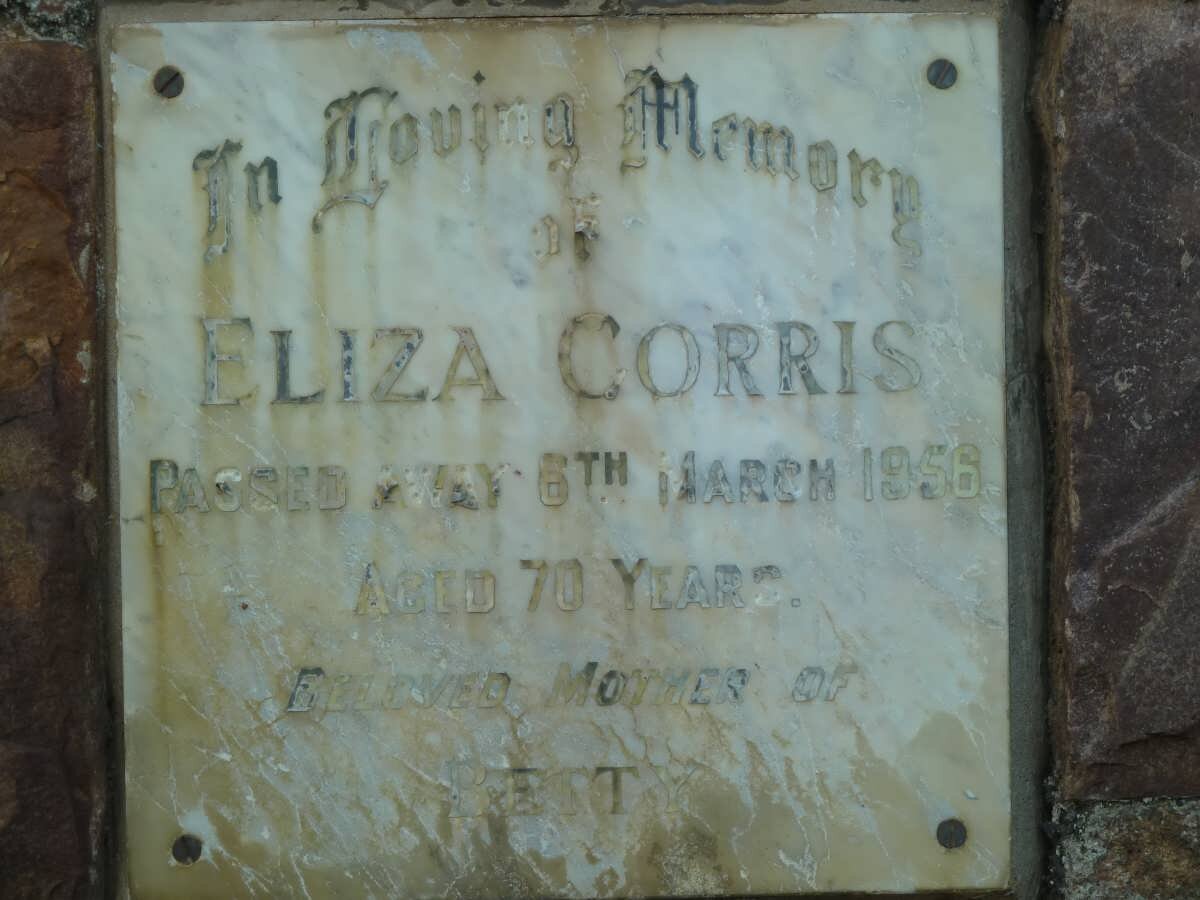 In Loving Memory
of
ELIZA CORRIS
PASSED AWAY 6TH MARCH 1956
AGED 70 YEARS.
BELOVED MOTHER OF
BETTY